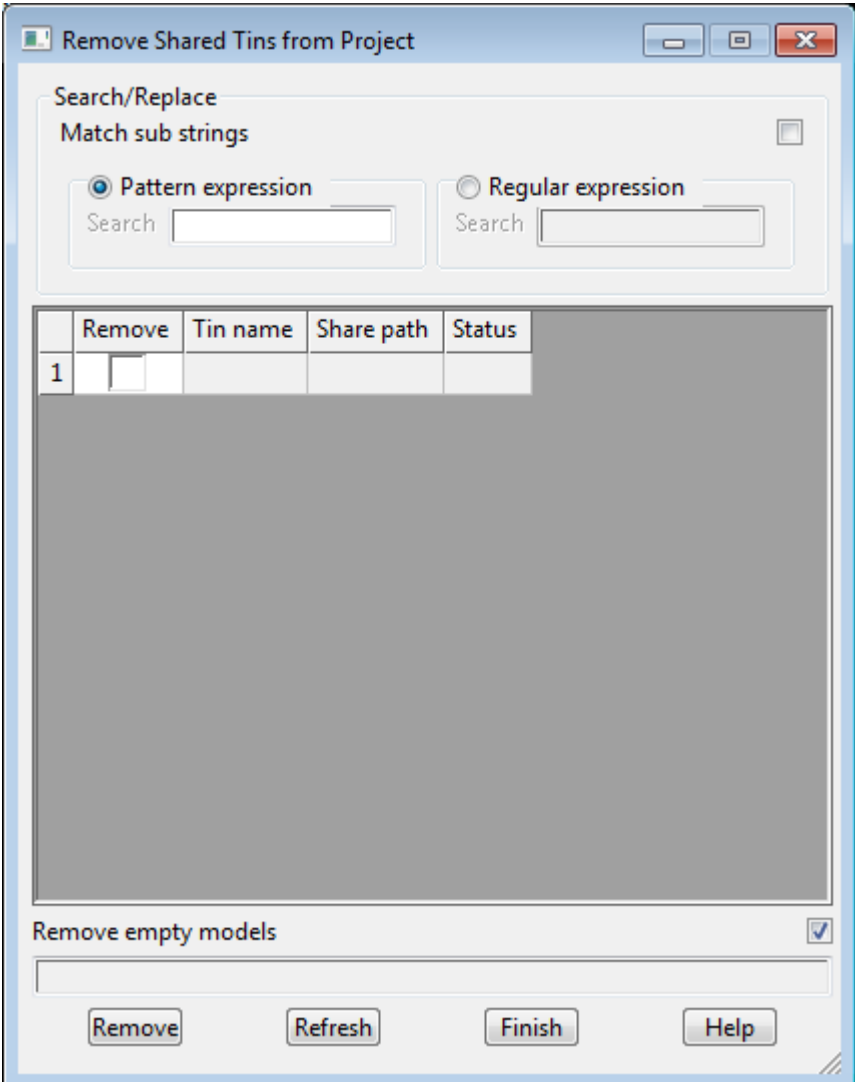 Remove Shared Tins from Project
Search/Replace
Match sub strings
Pattern expression Regular expression
Search Search
Remove Tin name Share path Status
1
Remove empty models
Remove Refresh Finish Help